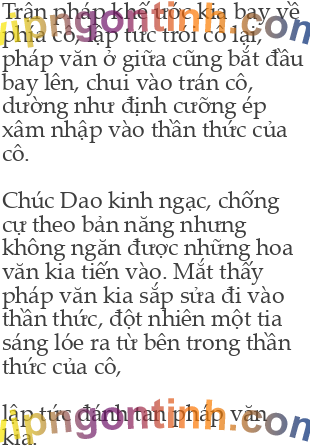 Trận pháp khế ước kia bay về
phía cô, lập tức trói cô lại,
pháp văn ở giữa cũng bắt đầu
bay lên, chui vào trán cô,
dường như định cưỡng ép
xâm nhập vào thần thức của
cô.
Chúc Dao kinh ngạc, chống
cự theo bản năng nhưng
không ngăn được những hoa
văn kia tiến vào. Mắt thấy
pháp văn kia sắp sửa đi vào
thần thức, đột nhiên một tia
sáng lóe ra từ bên trong thần
thức của cô,
lập tức đánh tan pháp văn
kia.